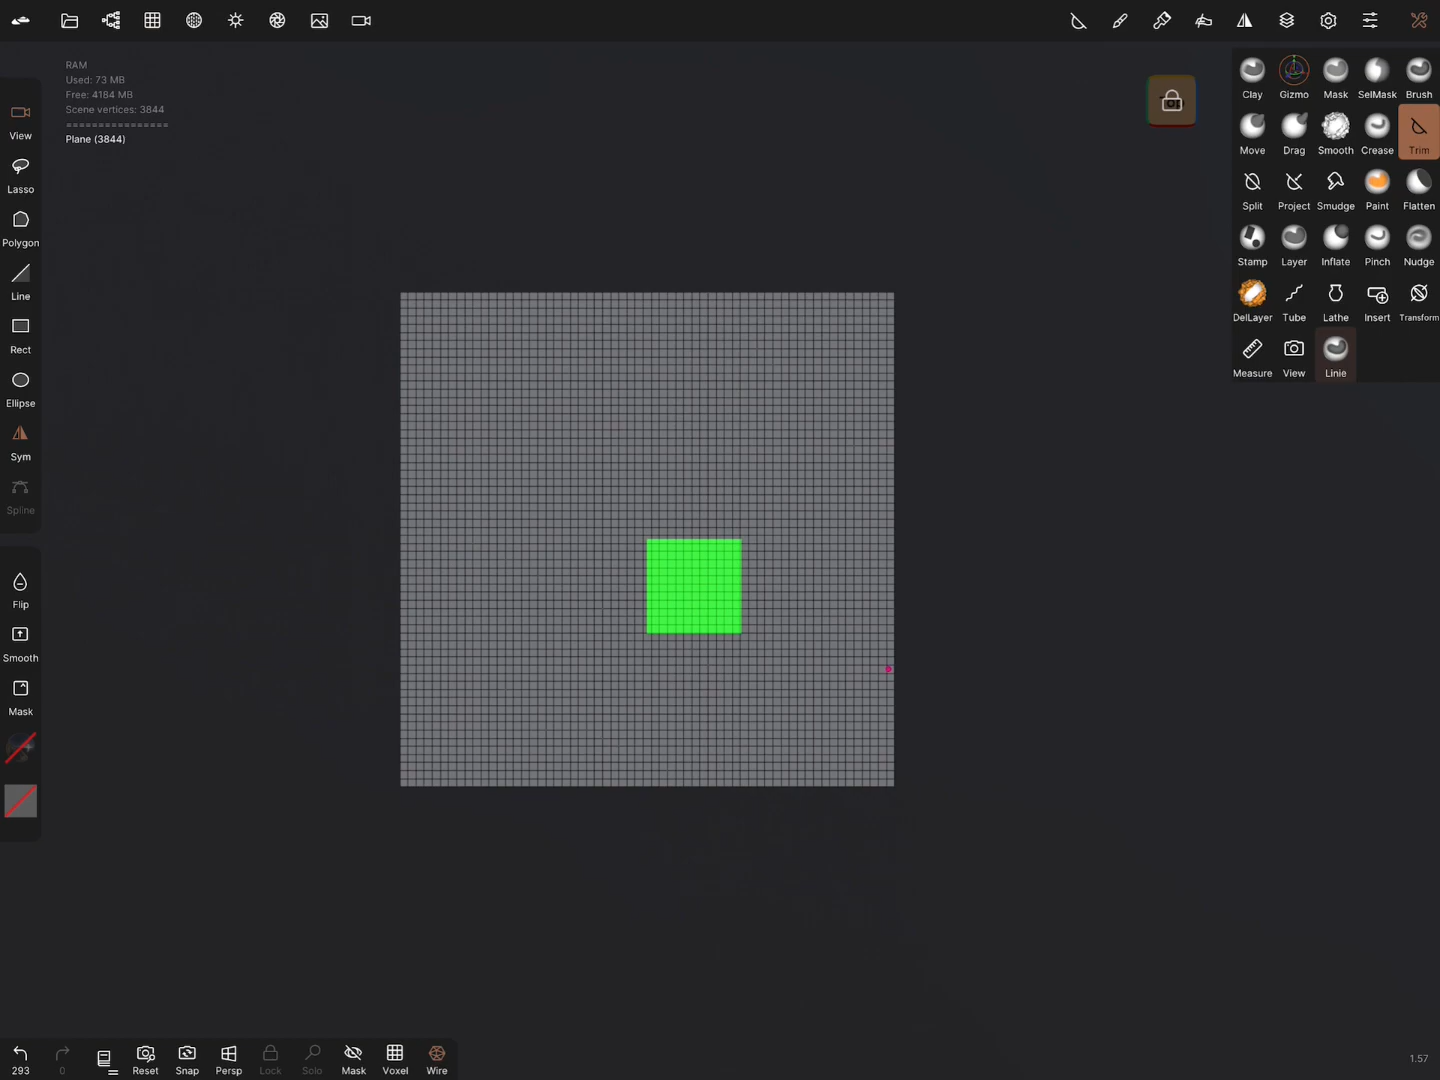 RAM
Used: 73 MB
Free: 4184 MB
Scene vertices: 3844
================
Plane (3844)
View
Lasso
Polygon
Line
Rect
Ellipse
Sym
Spline
Flip
Smooth
Mask
Clay Gizmo Mask SelMask Brush
Move Drag Smooth Crease Trim
Split Project Smudge Paint Flatten
Stamp Layer Inflate Pinch Nudge
DelLayer Tube Lathe Insert Transform
Measure View Linie
293 0 Reset Snap Persp Lock Solo Mask Voxel Wire
1.57